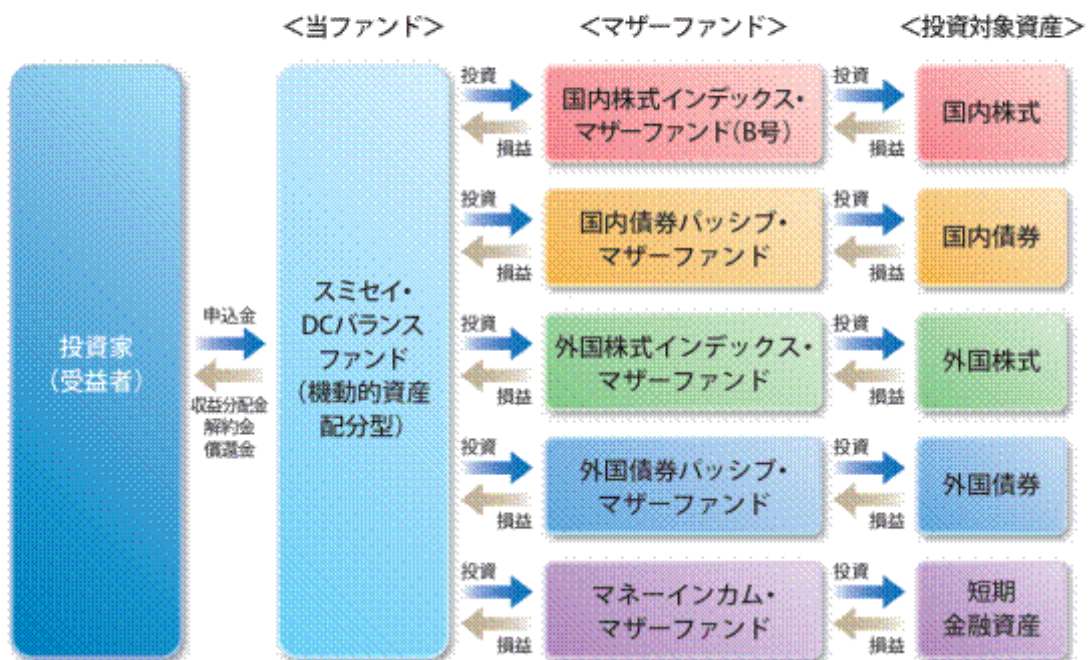 ＜当ファンド＞
＜マザーファンド＞
＜投資対象資産＞
投資家
（受益者）
申込金
収益分配金
解約金
償還金
スミセイ・
DCバランス
ファンド
（機動的資産
配分型）
投資
損益
国内株式インデックス・
マザーファンド（B号）
投資
損益
国内株式
投資
損益
国内債券パッシブ・
マザーファンド
投資
損益
国内債券
投資
損益
外国株式インデックス・
マザーファンド
投資
損益
外国株式
投資
損益
外国債券パッシブ・
マザーファンド
投資
損益
外国債券
投資
損益
マネーインカム・
マザーファンド
投資
損益
短期
金融資産